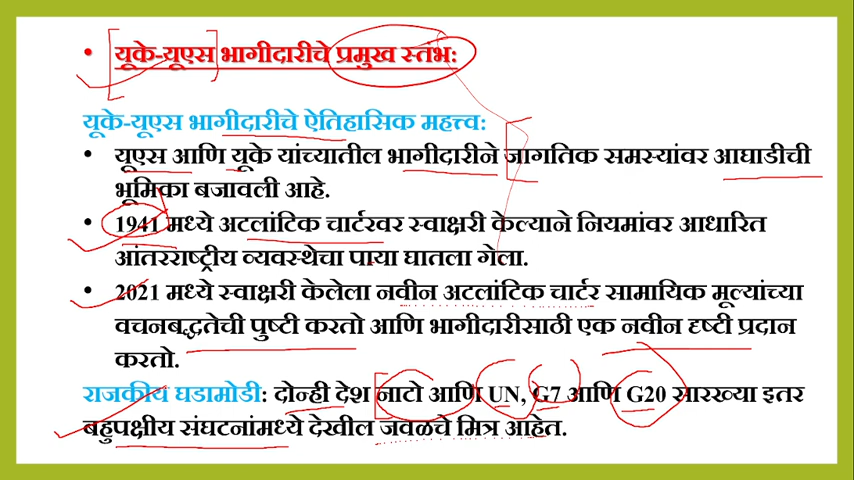 • यूके-यूएस भागीदारीचे प्रमुख स्तंभ:
यूके-यूएस भागीदारीचे ऐतिहासिक महत्त्व:
• यूएस आणि यूके यांच्यातील भागीदारीने जागतिक समस्यांवर आघाडीची
भूमिका बजावली आहे.
• 1941 मध्ये अटलांटिक चार्टरवर स्वाक्षरी केल्याने नियमांवर आधारित
आंतरराष्ट्रीय व्यवस्थेचा पाया घातला गेला.
• 2021 मध्ये स्वाक्षरी केलेला नवीन अटलांटिक चार्टर सामायिक मूल्यांच्या
वचनबद्धतेची पुष्टी करतो आणि भागीदारीसाठी एक नवीन दृष्टी प्रदान
करतो.
राजकीय घडामोडी: दोन्ही देश नाटो आणि UN, G7 आणि G20 सारख्या इतर
बहुपक्षीय संघटनांमध्ये देखील जवळचे मित्र आहेत.